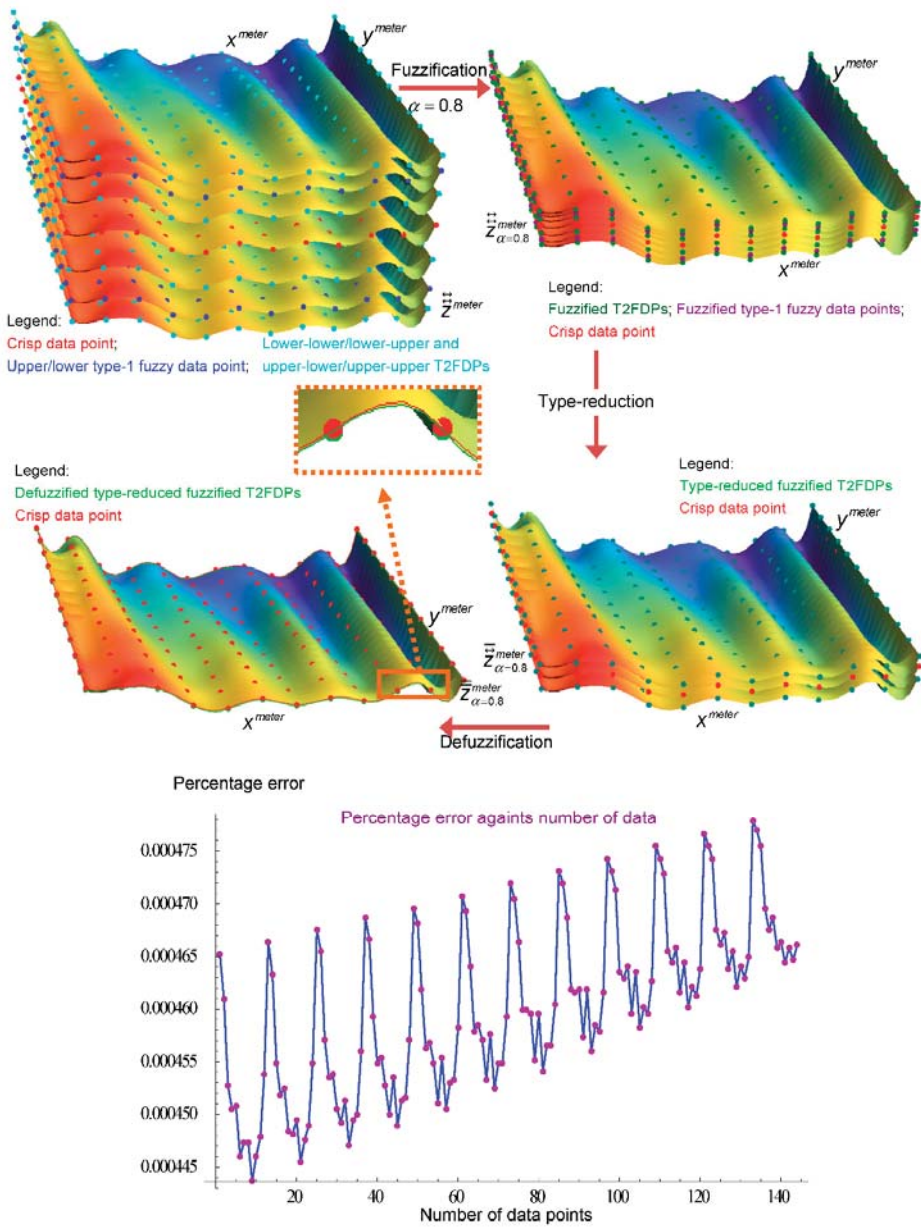 x^meter
y^meter
Fuzzification
α = 0.8
y^meter
z^meter α=0.8
x^meter
z^meter
Legend:
Crisp data point;
Upper/lower type-1 fuzzy data point;
Lower-lower/lower-upper and
upper-lower/upper-upper T2FDPs
Legend:
Fuzzified T2FDPs; Fuzzified type-1 fuzzy data points;
Crisp data point
Type-reduction
Legend:
Defuzzified type-reduced fuzzified T2FDPs
Crisp data point
Legend:
Type-reduced fuzzified T2FDPs
Crisp data point
y^meter
y^meter
z^meter α=0.8
z^meter α=0.8
x^meter
x^meter
Defuzzification
Percentage error
Percentage error againts number of data
0.000475
0.000470
0.000465
0.000460
0.000455
0.000450
0.000445
20 40 60 80 100 120 140
Number of data points